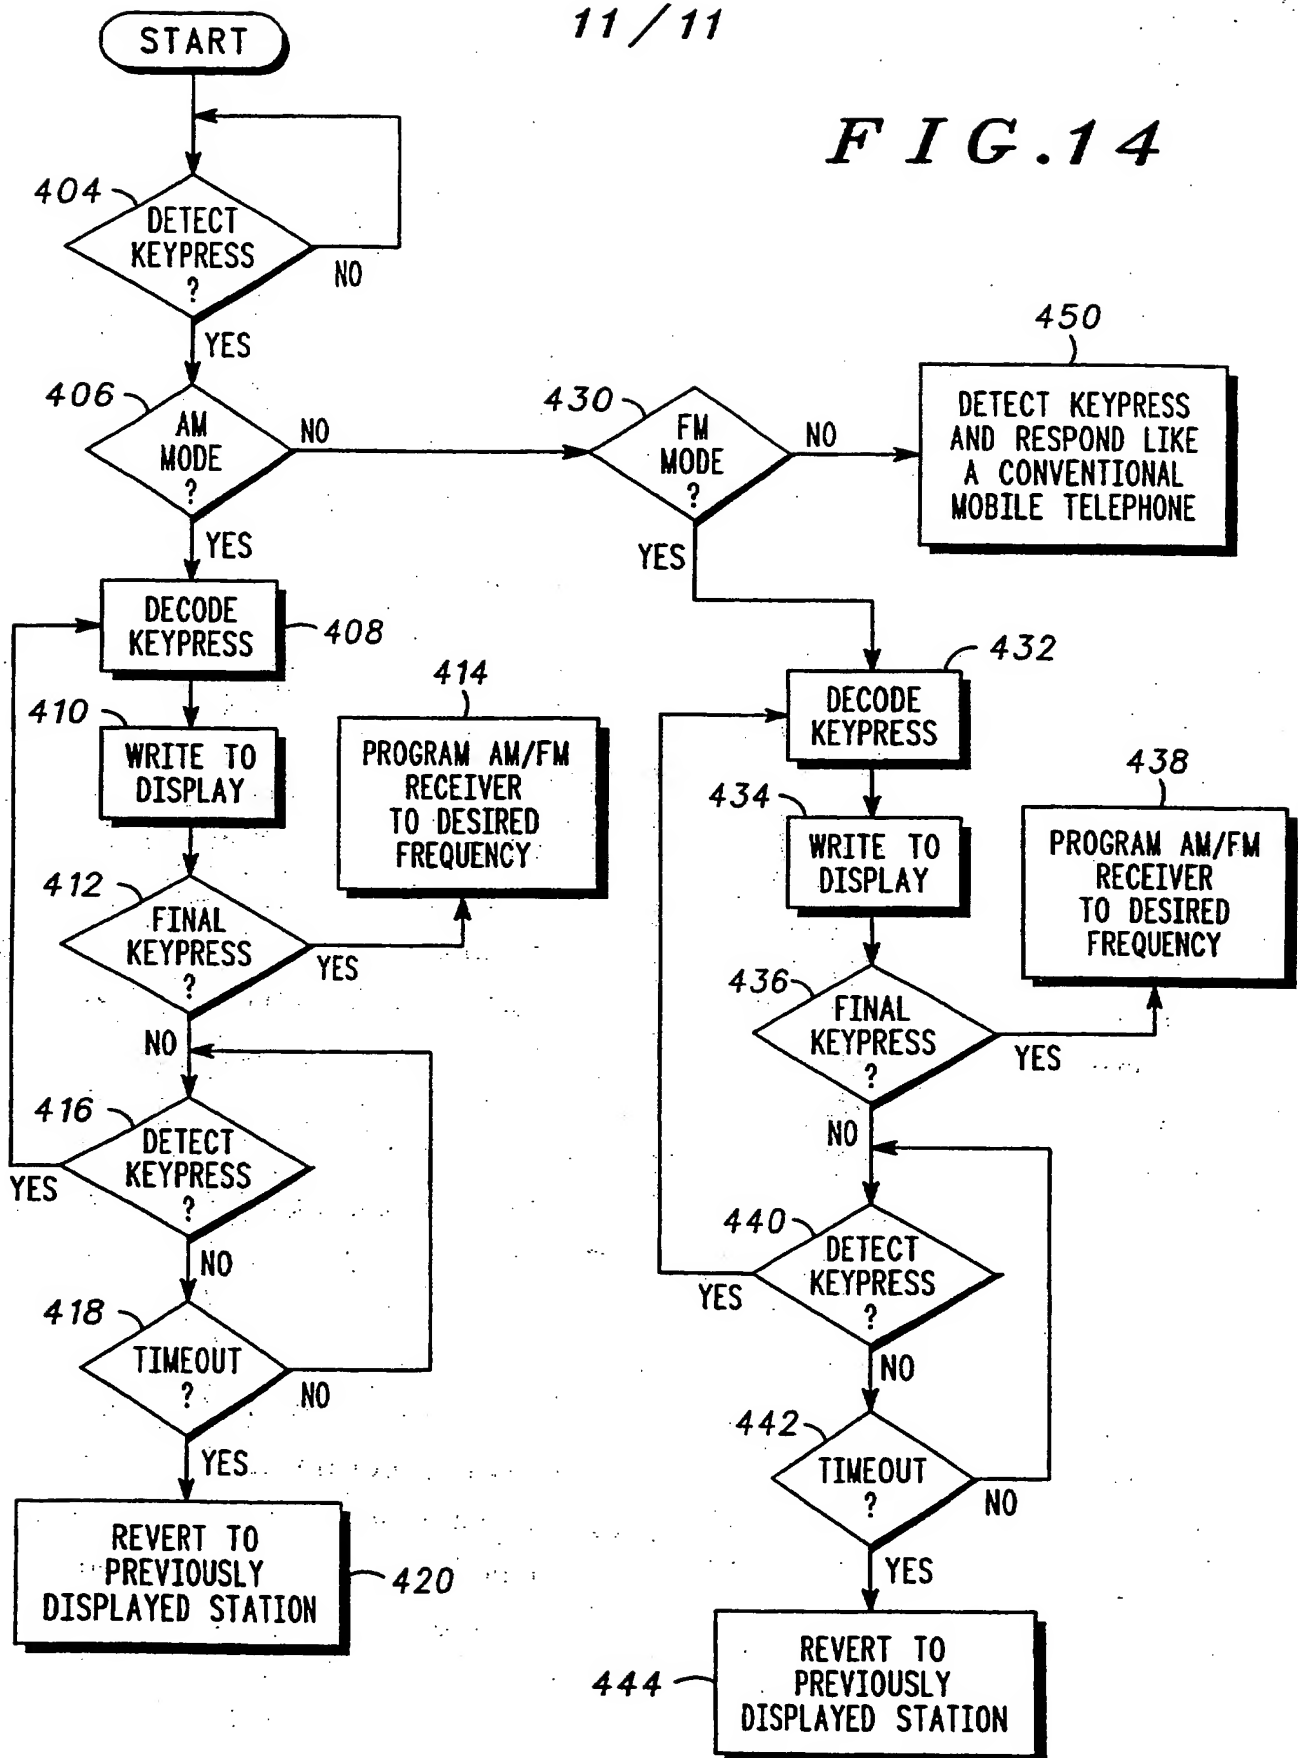 11/11
FIG.14
START
404
DETECT
KEYPRESS
?
NO
YES
406
AM
MODE
?
NO
YES
430
FM
MODE
?
NO
YES
450
DETECT KEYPRESS
AND RESPOND LIKE
A CONVENTIONAL
MOBILE TELEPHONE
DECODE
KEYPRESS
408
410
WRITE TO
DISPLAY
414
PROGRAM AM/FM
RECEIVER
TO DESIRED
FREQUENCY
412
FINAL
KEYPRESS
?
YES
NO
416
DETECT
KEYPRESS
?
YES
NO
418
TIMEOUT
?
NO
YES
REVERT TO
PREVIOUSLY
DISPLAYED STATION
420
432
DECODE
KEYPRESS
434
WRITE TO
DISPLAY
438
PROGRAM AM/FM
RECEIVER
TO DESIRED
FREQUENCY
436
FINAL
KEYPRESS
?
YES
NO
440
DETECT
KEYPRESS
?
YES
NO
442
TIMEOUT
?
NO
YES
444
REVERT TO
PREVIOUSLY
DISPLAYED STATION